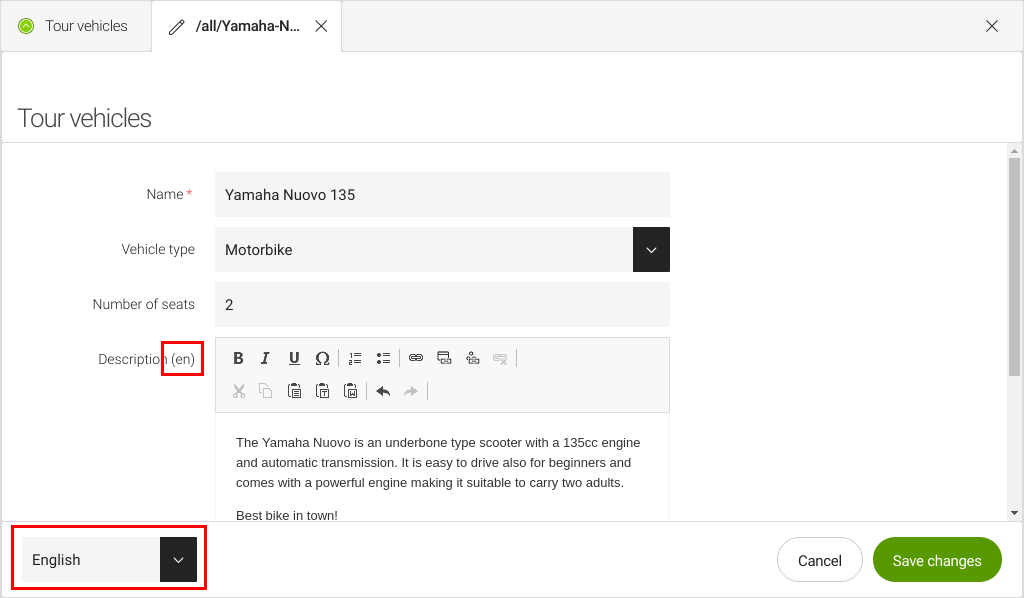 Tour vehicles
/all/Yamaha-N...
Tour vehicles
Name *
Yamaha Nuovo 135
Vehicle type
Motorbike
Number of seats
2
Description (en)
B I U Ω
The Yamaha Nuovo is an underbone type scooter with a 135cc engine
and automatic transmission. It is easy to drive also for beginners and
comes with a powerful engine making it suitable to carry two adults.
Best bike in town!
English
Cancel
Save changes